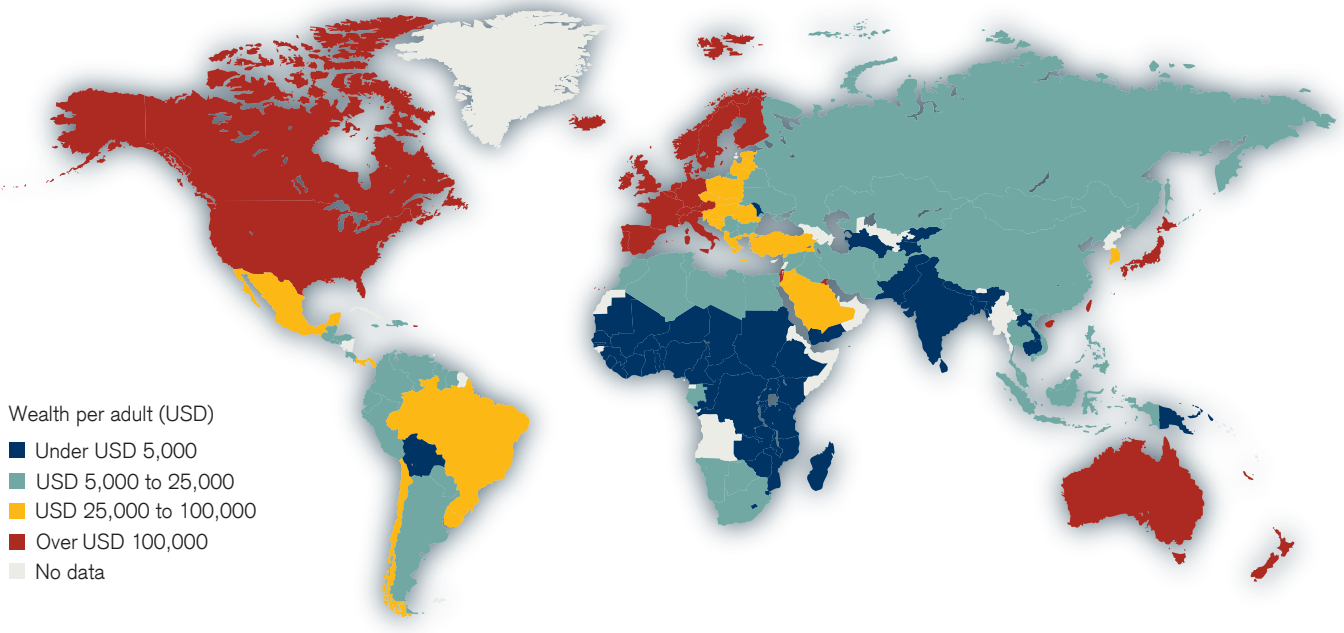 Wealth per adult (USD)
Under USD 5,000
USD 5,000 to 25,000
USD 25,000 to 100,000
Over USD 100,000
No data